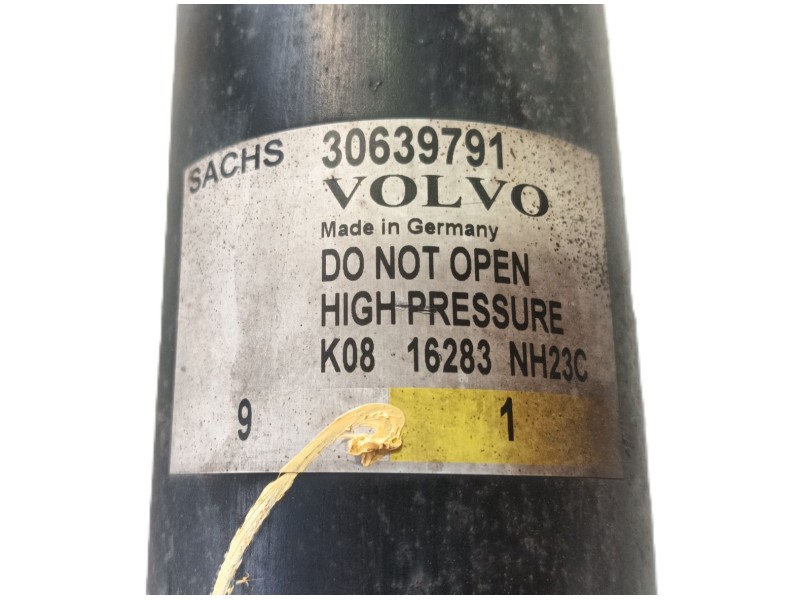 SACHS 30639791
VOLVO
Made in Germany
DO NOT OPEN
HIGH PRESSURE
K08 16283 NH23C
9 1